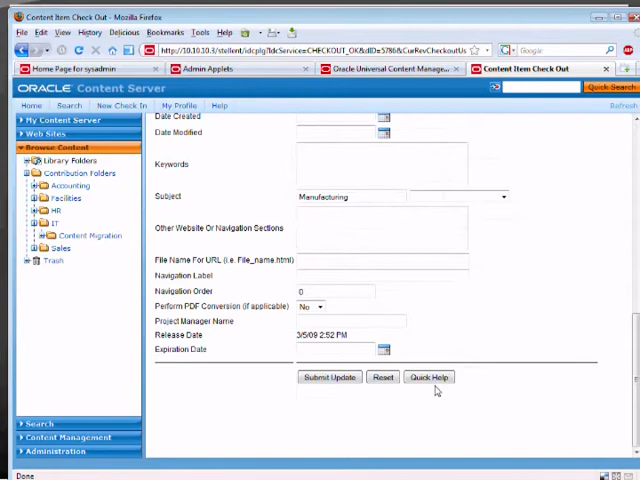 Content Item Check Out - Mozilla Firefox
File Edit View History Delicious Bookmarks Tools Help
http://10.10.10.3/stellent/idcplg?IdcService=CHECKOUT_OK&dID=5786&CurRevCheckoutUs
Google
Home Page for sysadmin
Admin Applets
Oracle Universal Content Manage...
Content Item Check Out
ORACLE Content Server
Quick Search
Home Search New Check In My Profile Help
Refresh
My Content Server
Web Sites
Browse Content
Library Folders
Contribution Folders
Accounting
Facilities
HR
IT
Content Migration
Sales
Trash
Search
Content Management
Administration
Date Created
Date Modified
Keywords
Subject Manufacturing
Other Website Or Navigation Sections
File Name For URL (i.e. File_name.html)
Navigation Label
Navigation Order 0
Perform PDF Conversion (if applicable) No
Project Manager Name
Release Date 3/5/09 2:52 PM
Expiration Date
Submit Update Reset Quick Help
Done